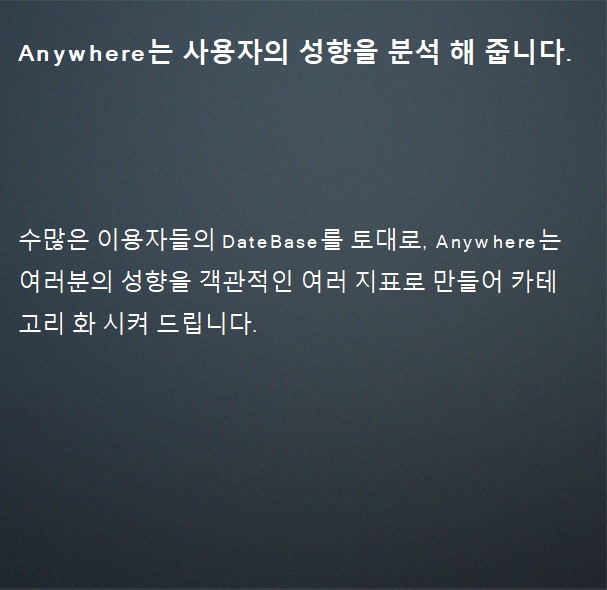 Anywhere는 사용자의 성향을 분석 해 줍니다.
수많은 이용자들의 DateBase를 토대로, Anywhere는
여러분의 성향을 객관적인 여러 지표로 만들어 카테
고리 화 시켜 드립니다.